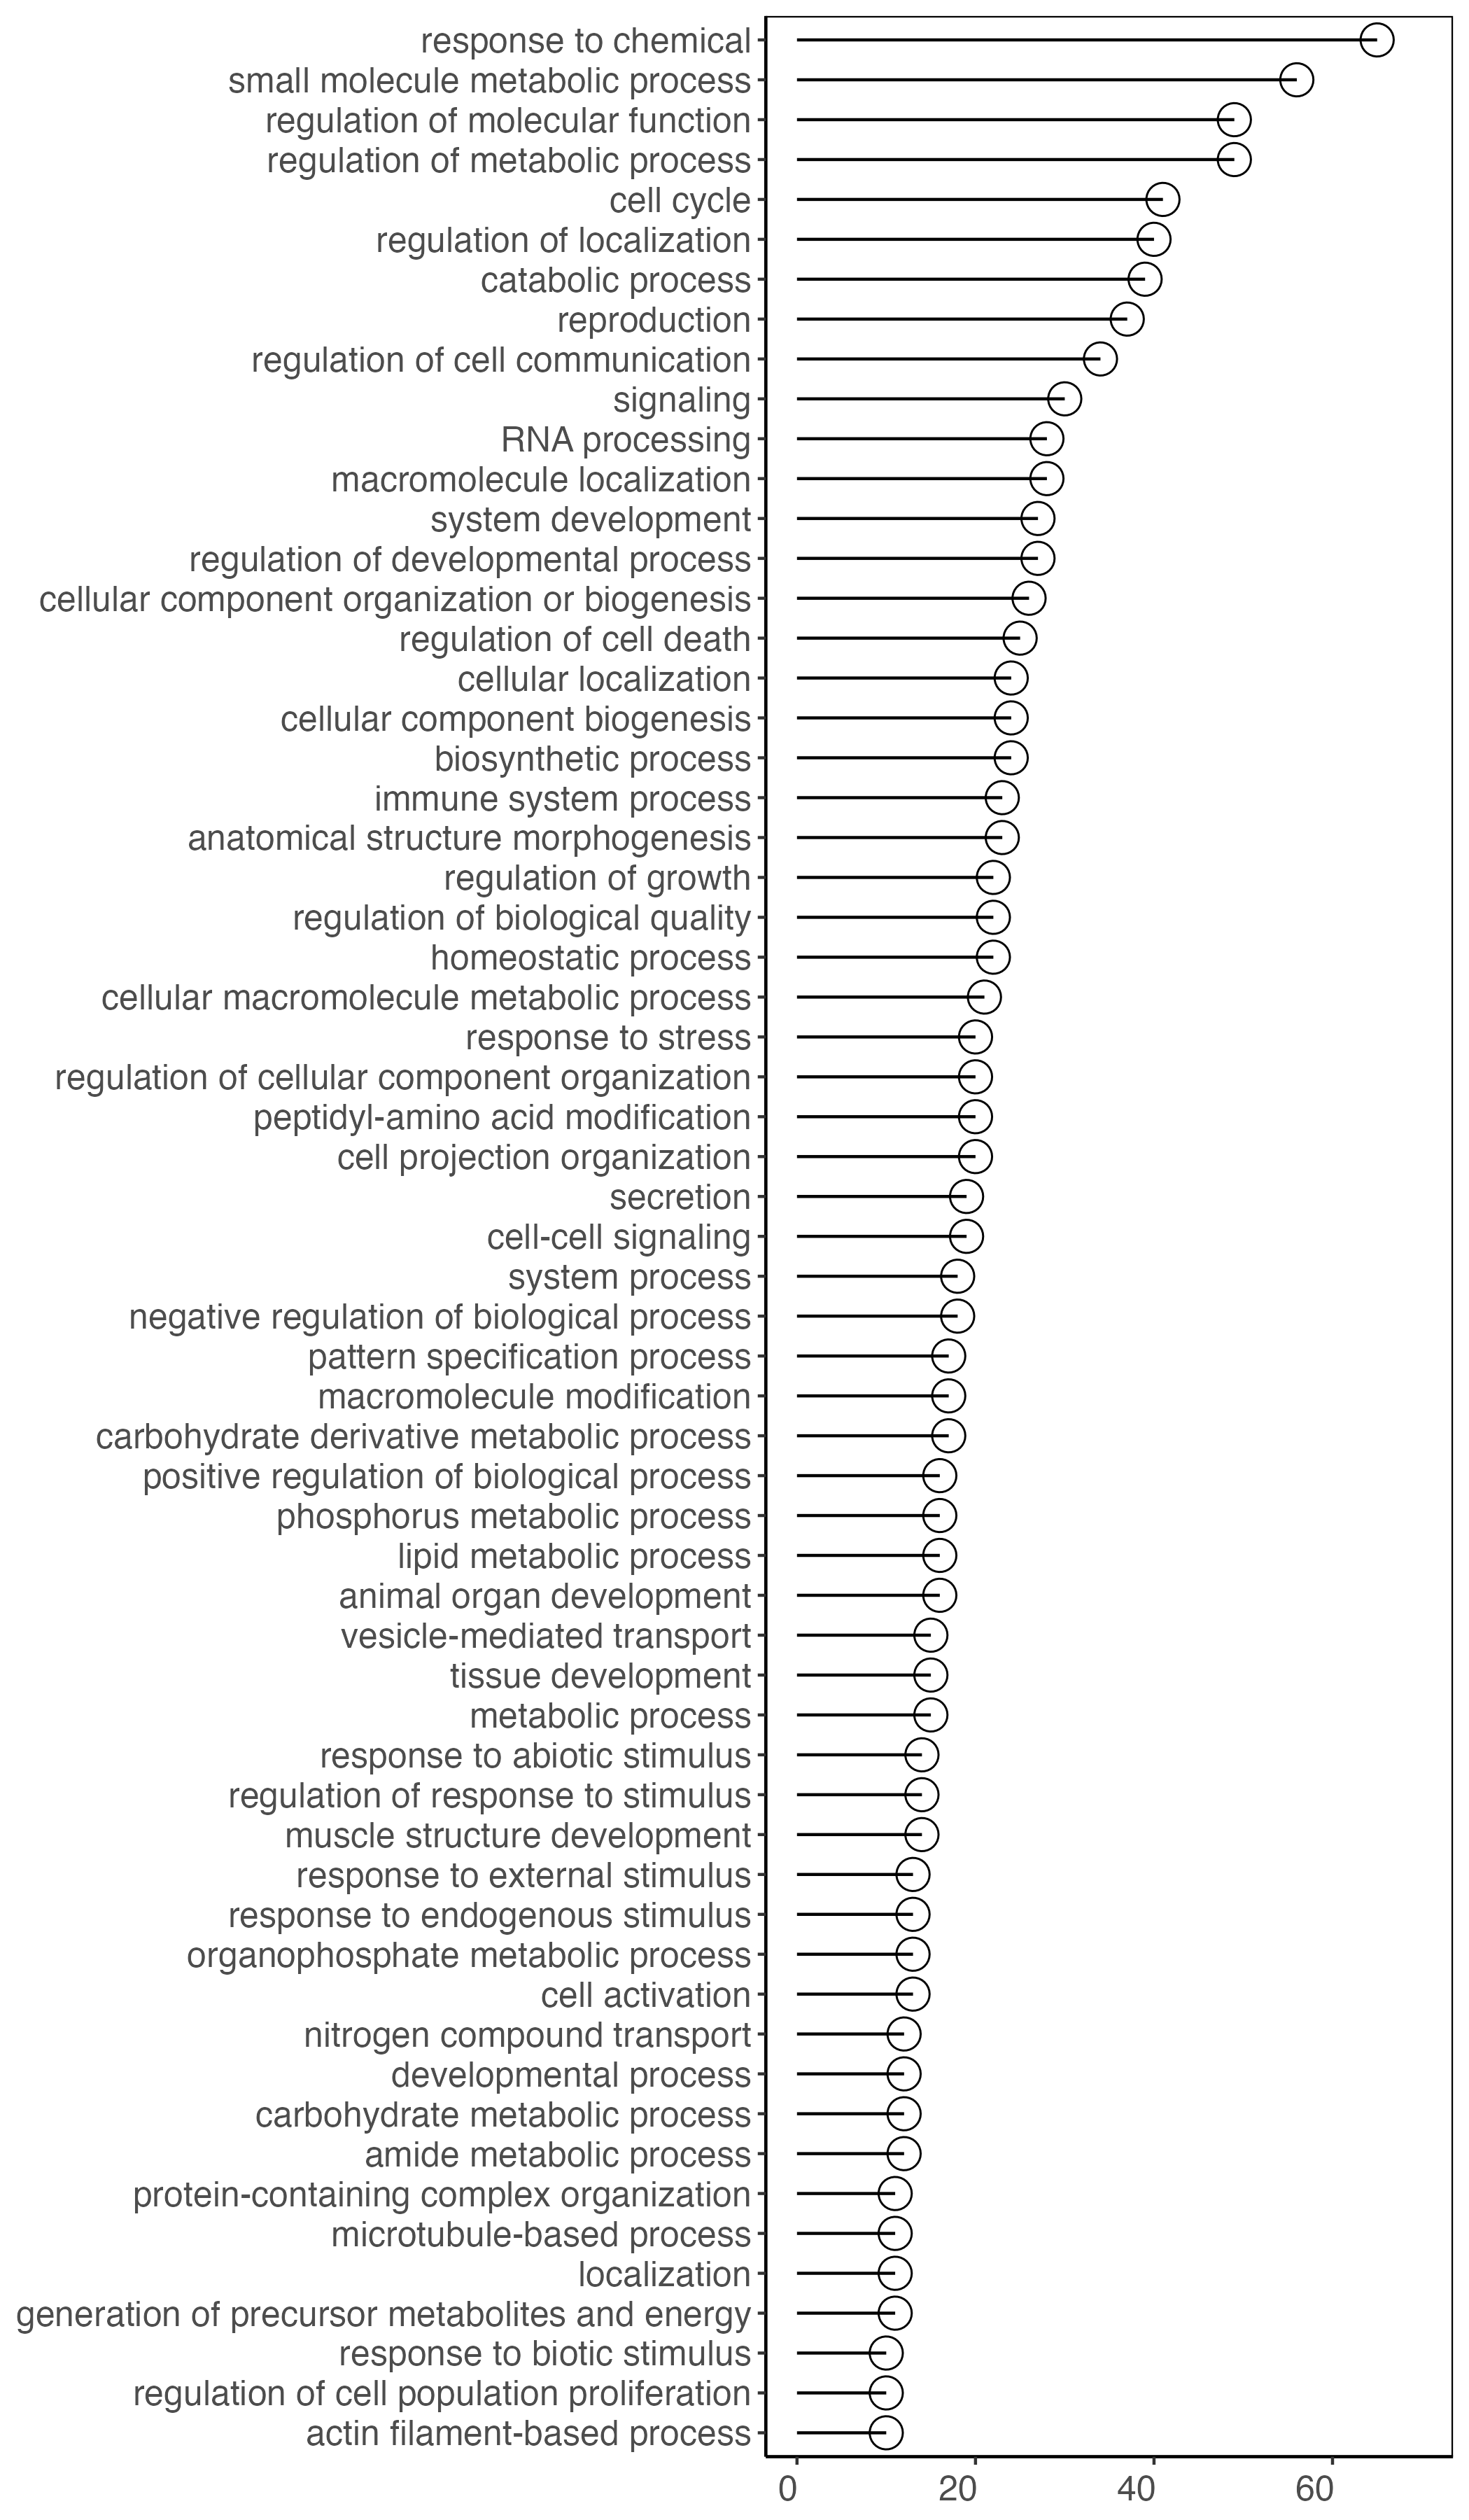 response to chemical
small molecule metabolic process
regulation of molecular function
regulation of metabolic process
cell cycle
regulation of localization
catabolic process
reproduction
regulation of cell communication
signaling
RNA processing
macromolecule localization
system development
regulation of developmental process
cellular component organization or biogenesis
regulation of cell death
cellular localization
cellular component biogenesis
biosynthetic process
immune system process
anatomical structure morphogenesis
regulation of growth
regulation of biological quality
homeostatic process
cellular macromolecule metabolic process
response to stress
regulation of cellular component organization
peptidyl-amino acid modification
cell projection organization
secretion
cell-cell signaling
system process
negative regulation of biological process
pattern specification process
macromolecule modification
carbohydrate derivative metabolic process
positive regulation of biological process
phosphorus metabolic process
lipid metabolic process
animal organ development
vesicle-mediated transport
tissue development
metabolic process
response to abiotic stimulus
regulation of response to stimulus
muscle structure development
response to external stimulus
response to endogenous stimulus
organophosphate metabolic process
cell activation
nitrogen compound transport
developmental process
carbohydrate metabolic process
amide metabolic process
protein-containing complex organization
microtubule-based process
localization
generation of precursor metabolites and energy
response to biotic stimulus
regulation of cell population proliferation
actin filament-based process
0 20 40 60